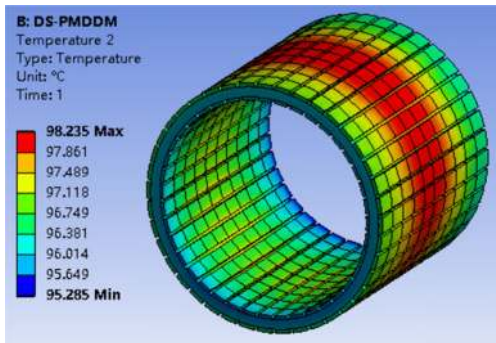 B: DS-PMDDM
Temperature 2
Type: Temperature
Unit: °C
Time: 1
98.235 Max
97.861
97.489
97.118
96.749
96.381
96.014
95.649
95.285 Min